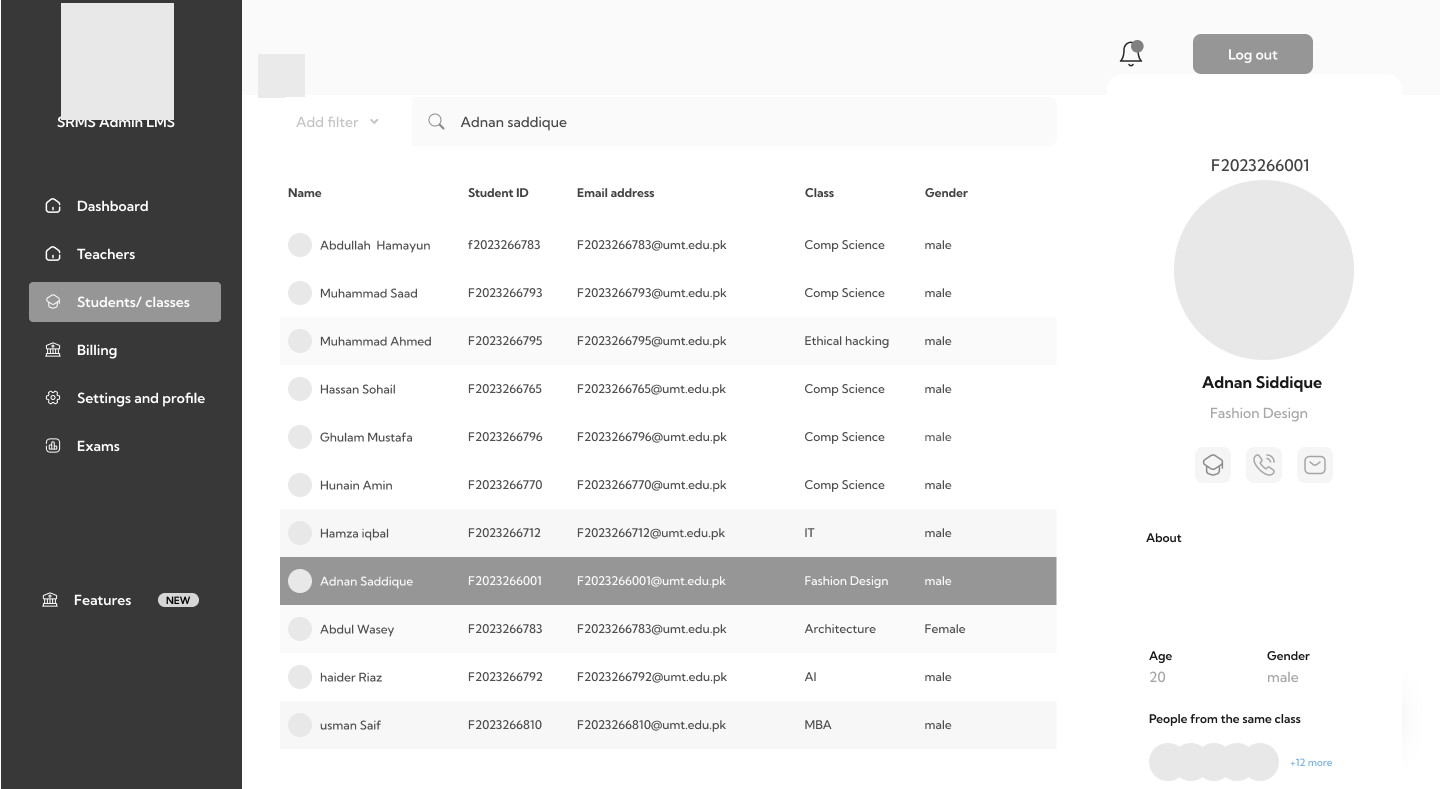 SRMS Admin LMS
Dashboard
Teachers
Students/ classes
Billing
Settings and profile
Exams
Features NEW
Log out
Add filter
Adnan saddique
Name Student ID Email address Class Gender
Abdullah Hamayun f2023266783 F2023266783@umt.edu.pk Comp Science male
Muhammad Saad F2023266793 F2023266793@umt.edu.pk Comp Science male
Muhammad Ahmed F2023266795 F2023266795@umt.edu.pk Ethical hacking male
Hassan Sohail F2023266765 F2023266765@umt.edu.pk Comp Science male
Ghulam Mustafa F2023266796 F2023266796@umt.edu.pk Comp Science male
Hunain Amin F2023266770 F2023266770@umt.edu.pk Comp Science male
Hamza iqbal F2023266712 F2023266712@umt.edu.pk IT male
Adnan Saddique F2023266001 F2023266001@umt.edu.pk Fashion Design male
Abdul Wasey F2023266783 F2023266783@umt.edu.pk Architecture Female
haider Riaz F2023266792 F2023266792@umt.edu.pk AI male
usman Saif F2023266810 F2023266810@umt.edu.pk MBA male
F2023266001
Adnan Siddique
Fashion Design
About
Age Gender
20 male
People from the same class
+12 more